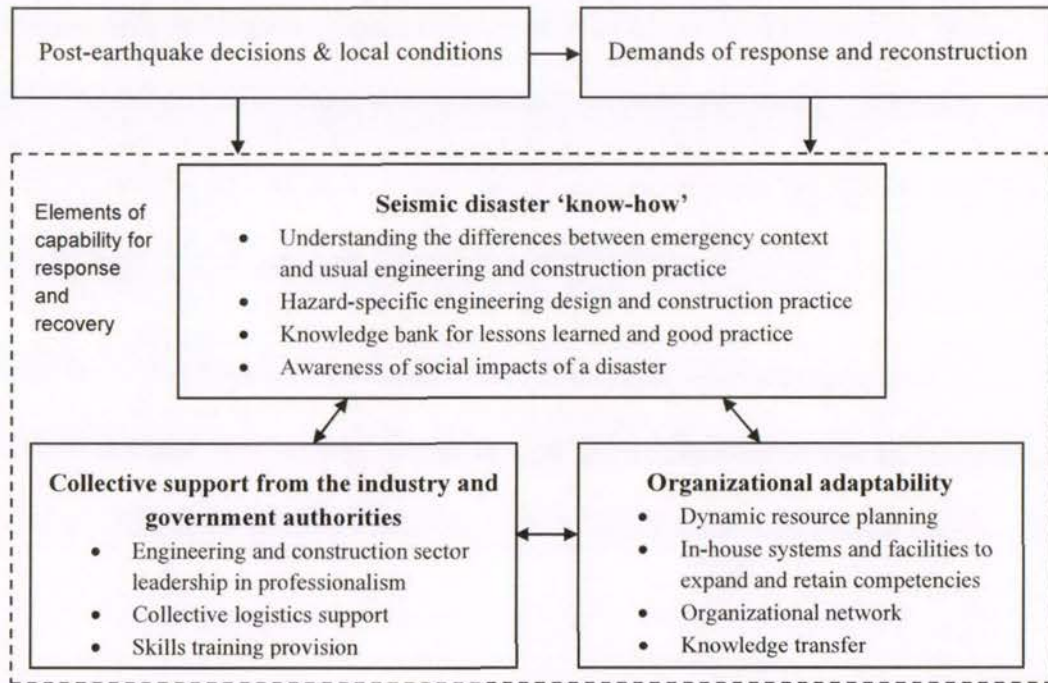 Post-earthquake decisions & local conditions
Demands of response and reconstruction
Elements of
capability for
response
and
recovery
Seismic disaster ‘know-how’
• Understanding the differences between emergency context
and usual engineering and construction practice
• Hazard-specific engineering design and construction practice
• Knowledge bank for lessons learned and good practice
• Awareness of social impacts of a disaster
Collective support from the industry and
government authorities
• Engineering and construction sector
leadership in professionalism
• Collective logistics support
• Skills training provision
Organizational adaptability
• Dynamic resource planning
• In-house systems and facilities to
expand and retain competencies
• Organizational network
• Knowledge transfer